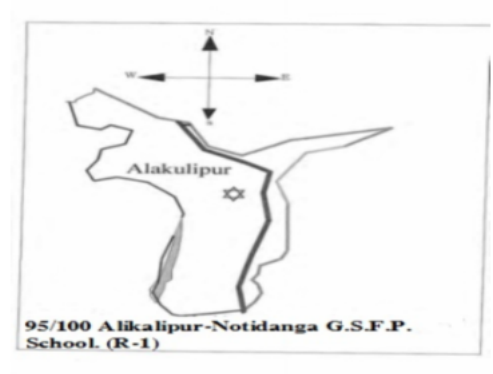 N
W
E
S
Alakulipur
95/100 Alikalipur-Notidanga G.S.F.P.
School. (R-1)